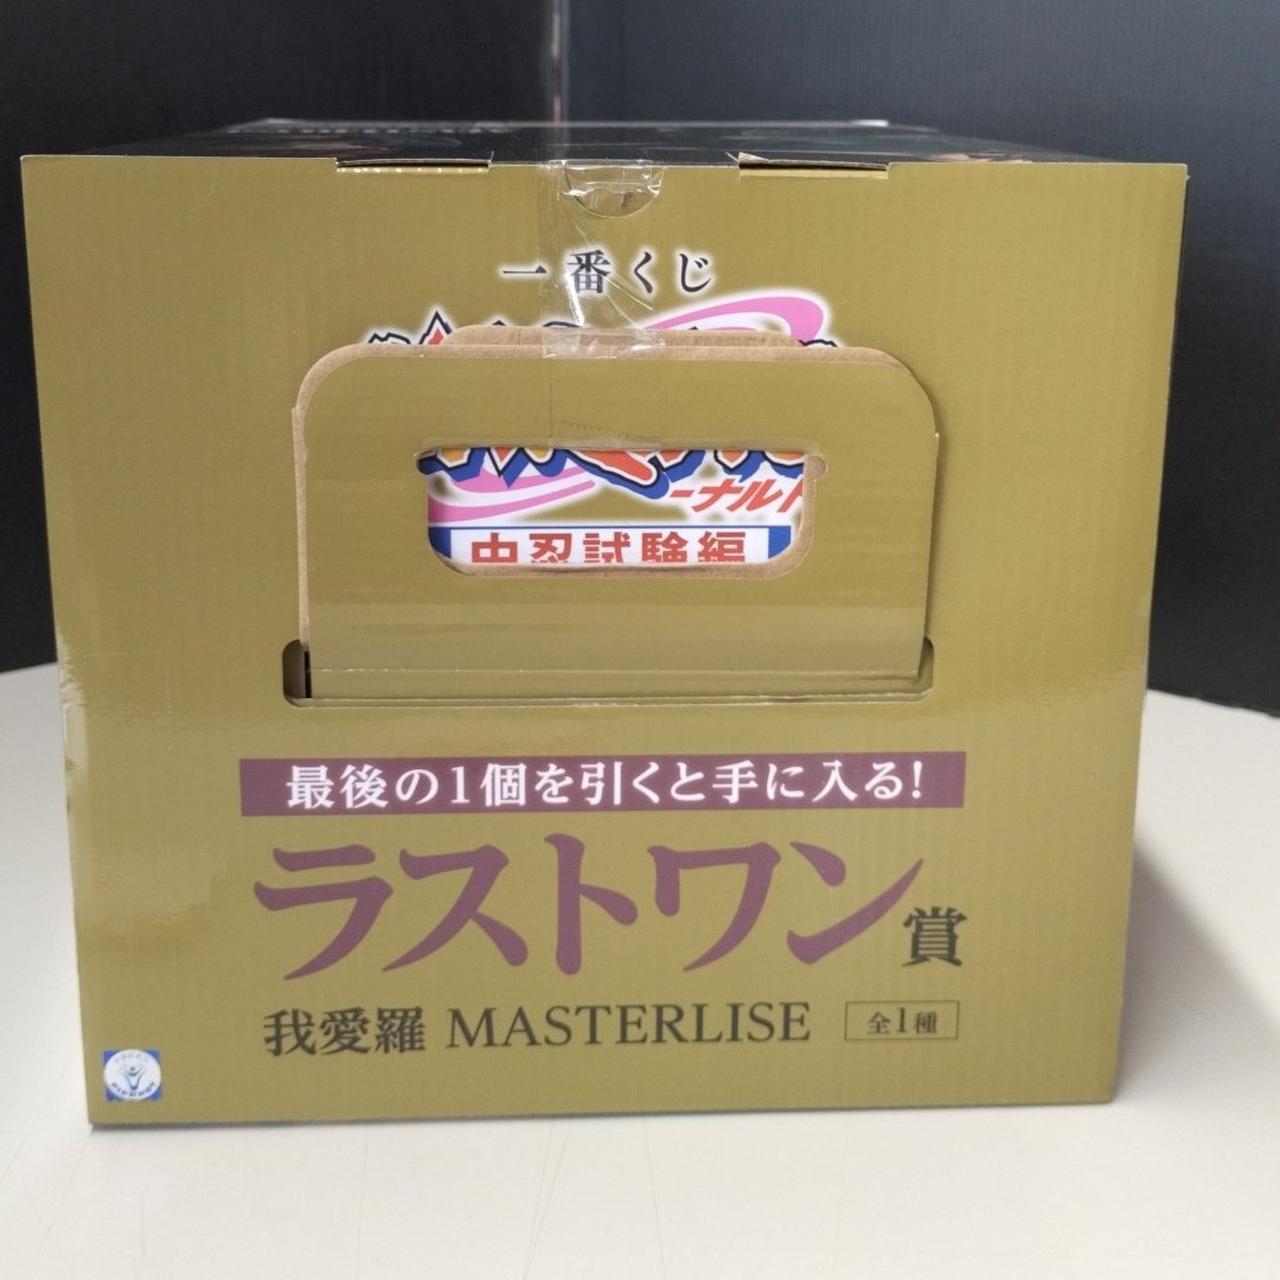 一番くじ
ーナルト
中忍試験編
最後の1個を引くと手に入る!
ラストワン賞
我愛羅 MASTERLISE 全1種